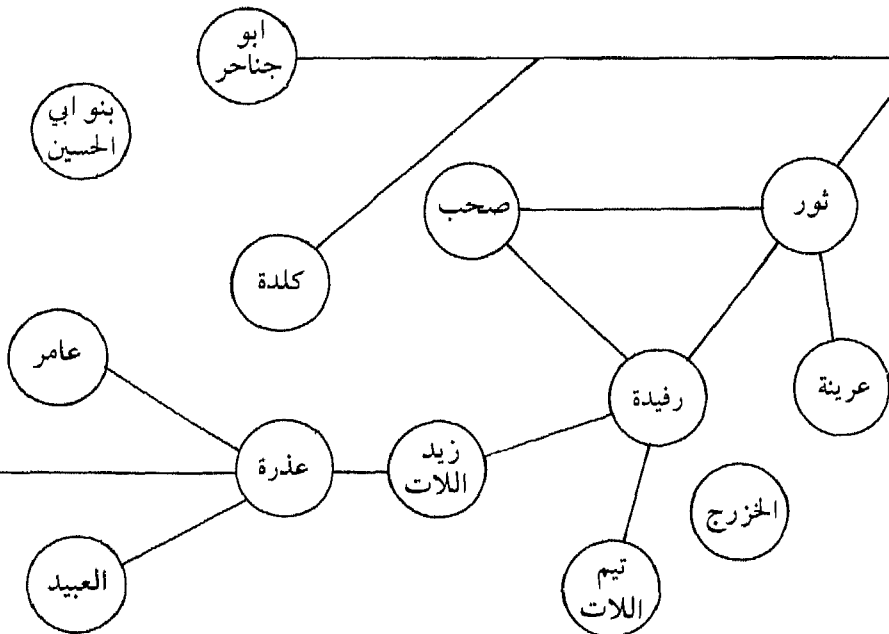 ابو
جناحر
بنو ابي
الحسين
ثور
صحب
كلدة
عامر
عرينة
رفيدة
زيد
اللات
عذرة
الخزرج
العبيد
تيم
اللات